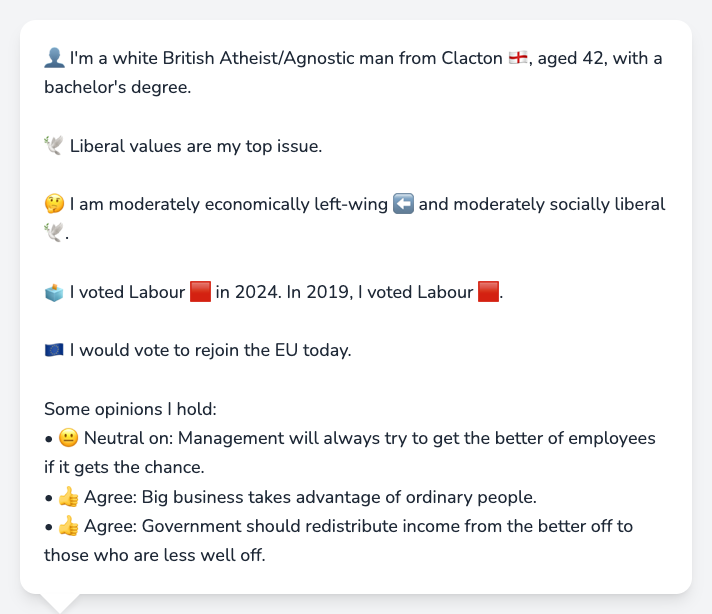 👤 I'm a white British Atheist/Agnostic man from Clacton 🏴󠁧󠁢󠁥󠁮󠁧󠁿, aged 42, with a
bachelor's degree.
🕊️ Liberal values are my top issue.
🤔 I am moderately economically left-wing ⬅️ and moderately socially liberal
🕊️.
🗳️ I voted Labour 🟥 in 2024. In 2019, I voted Labour 🟥.
🇪🇺 I would vote to rejoin the EU today.
Some opinions I hold:
• 😐 Neutral on: Management will always try to get the better of employees
if it gets the chance.
• 👍 Agree: Big business takes advantage of ordinary people.
• 👍 Agree: Government should redistribute income from the better off to
those who are less well off.